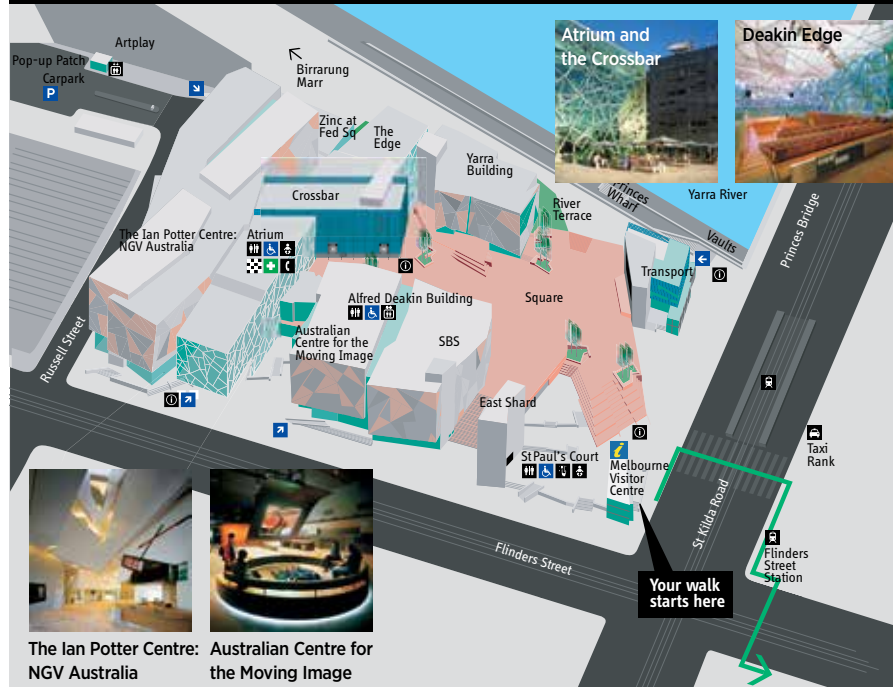 Artplay
Pop-up Patch
Carpark
P
Birrarung
Marr
Atrium and
the Crossbar
Deakin Edge
Zinc at
Fed Sq
The
Edge
Yarra
Building
Crossbar
River
Terrace
Princes
Wharf
Yarra River
Vaults
Princes Bridge
The Ian Potter Centre:
NGV Australia
Atrium
Transport
Alfred Deakin Building
Square
Australian
Centre for the
Moving Image
SBS
Russell Street
East Shard
St Paul's Court
Melbourne
Visitor
Centre
Taxi
Rank
St Kilda Road
Flinders Street
Flinders
Street
Station
Your walk
starts here
The Ian Potter Centre:
NGV Australia
Australian Centre for
the Moving Image